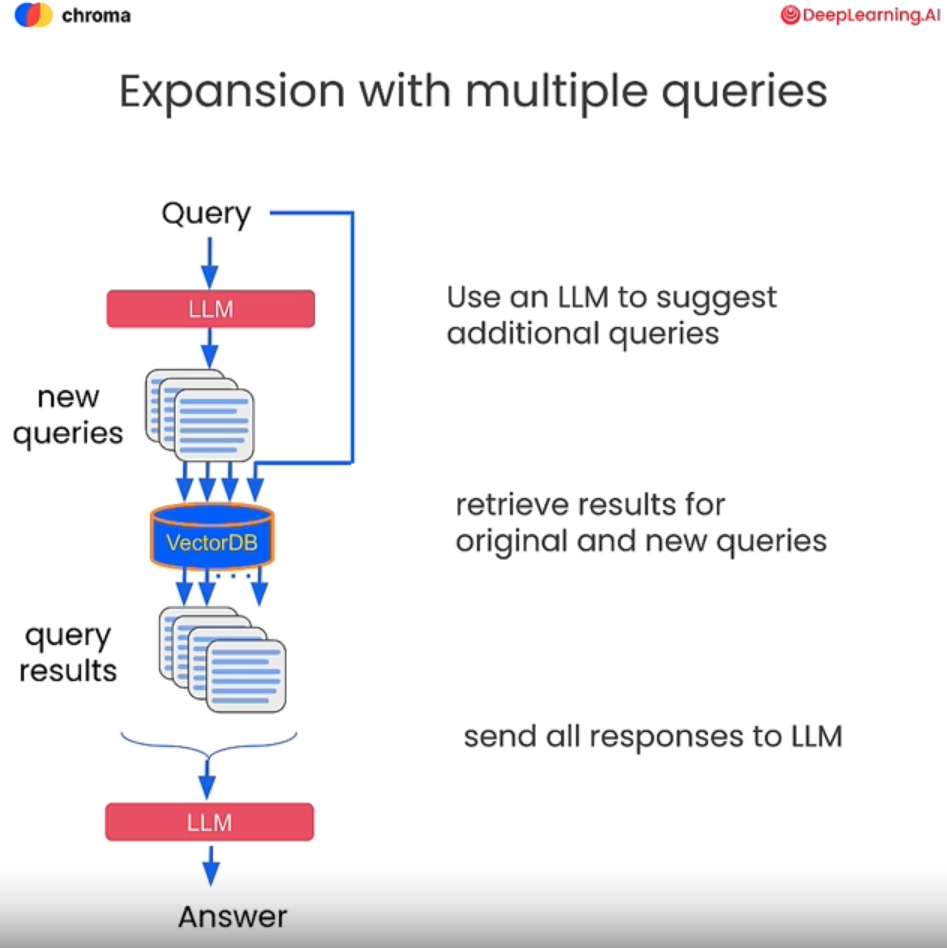 chroma
DeepLearning.AI
Expansion with multiple queries
Query
LLM
Use an LLM to suggest
additional queries
new
queries
VectorDB
retrieve results for
original and new queries
query
results
send all responses to LLM
LLM
Answer